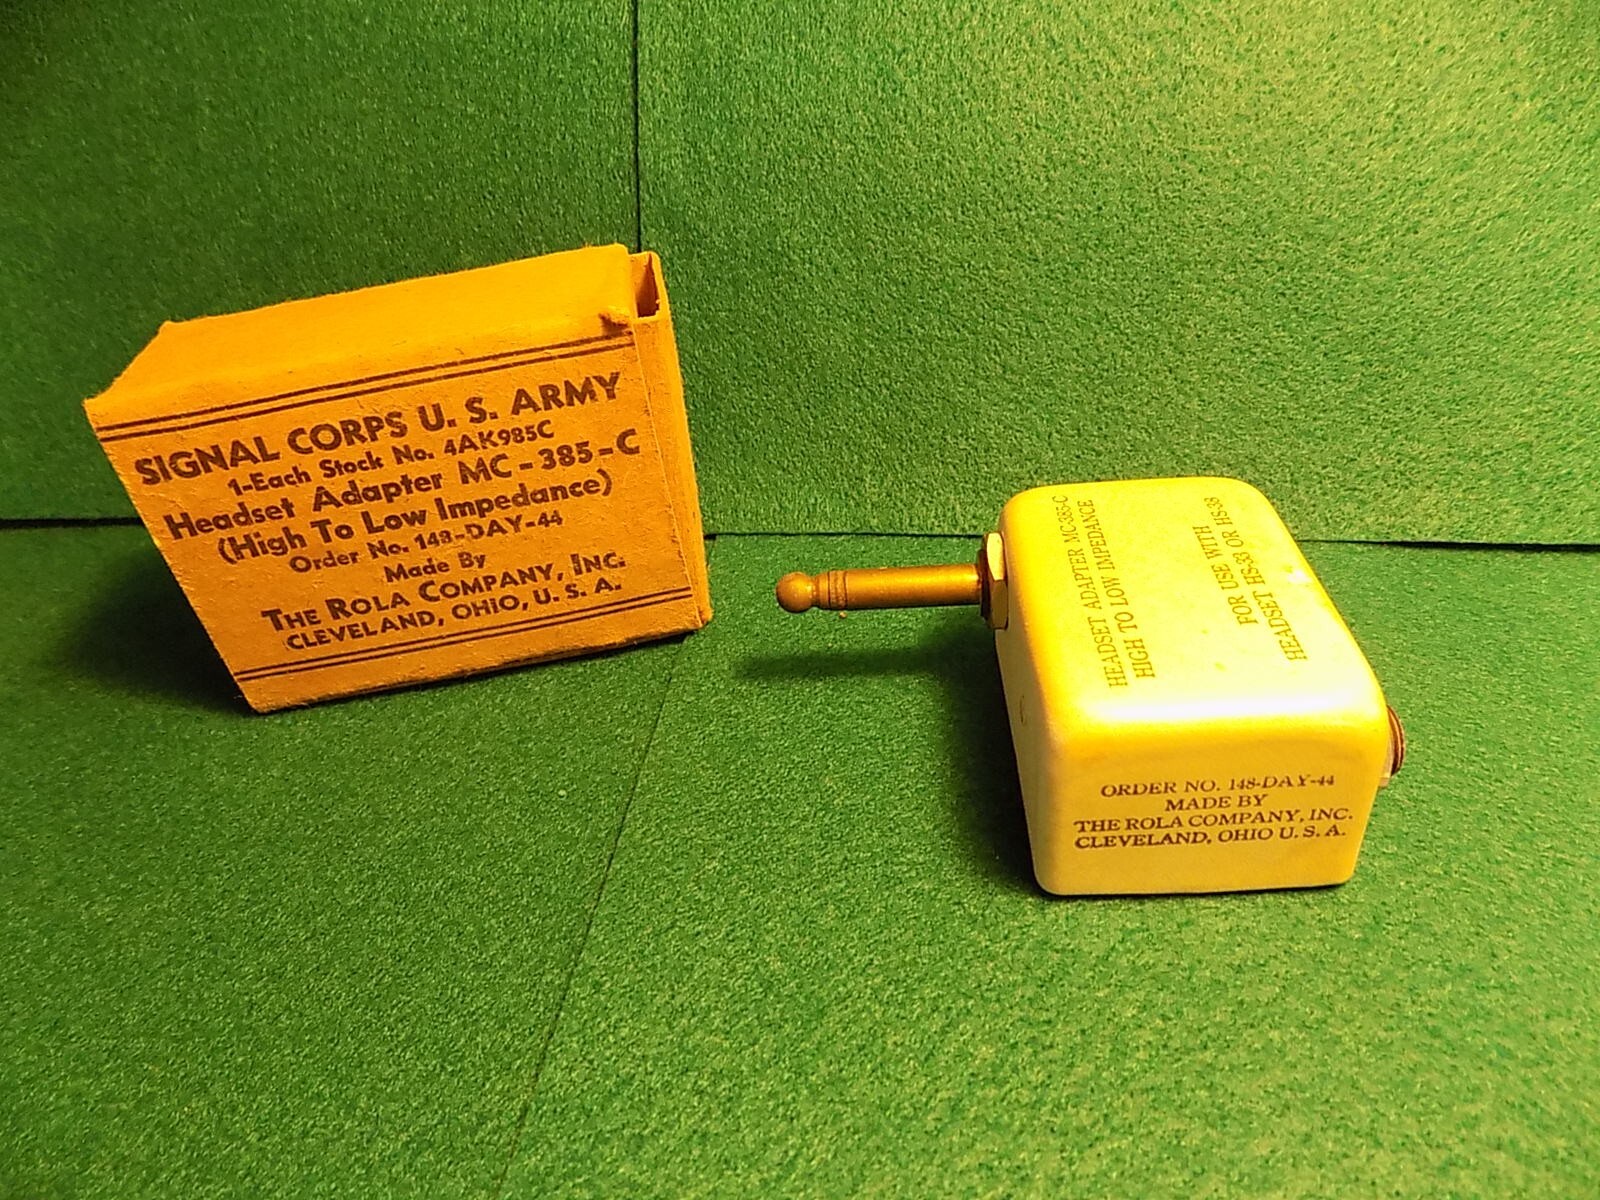 SIGNAL CORPS U. S. ARMY
1-Each Stock No. 4AK985C
Headset Adapter MC-385-C
(High To Low Impedance)
Order No. 148-DAY-44
Made By
THE ROLA COMPANY, INC.
CLEVELAND, OHIO, U. S. A.
HEADSET ADAPTER MC-385-C
HIGH TO LOW IMPEDANCE
FOR USE WITH
HEADSET HS-33 OR HS-38
ORDER NO. 148-DAY-44
MADE BY
THE ROLA COMPANY, INC.
CLEVELAND, OHIO U. S. A.